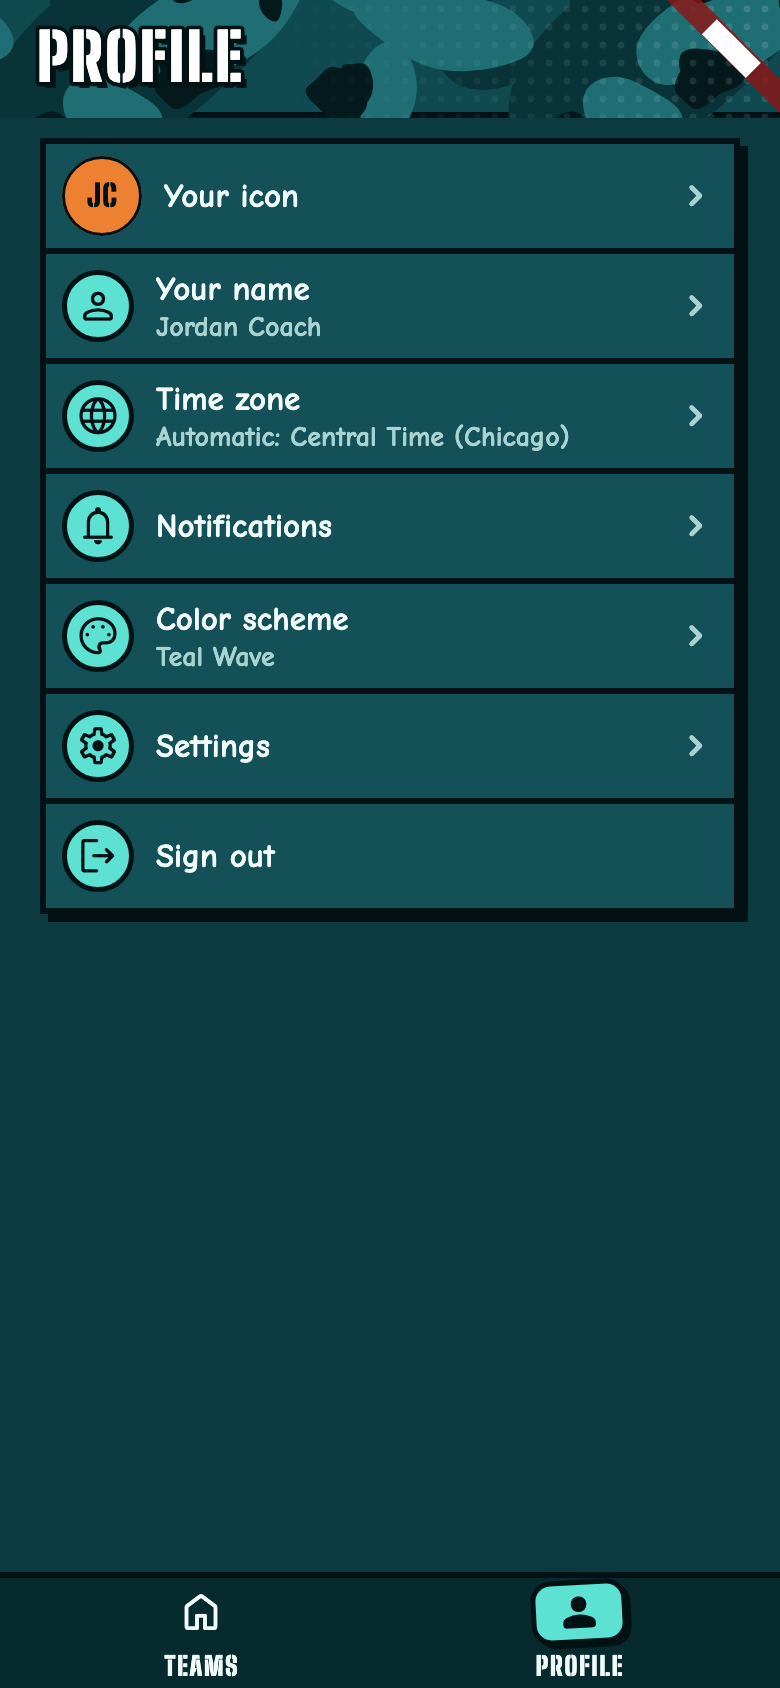 PROFILE
JC
Your icon
Your name
Jordan Coach
Time zone
Automatic: Central Time (Chicago)
Notifications
Color scheme
Teal Wave
Settings
Sign out
TEAMS
PROFILE